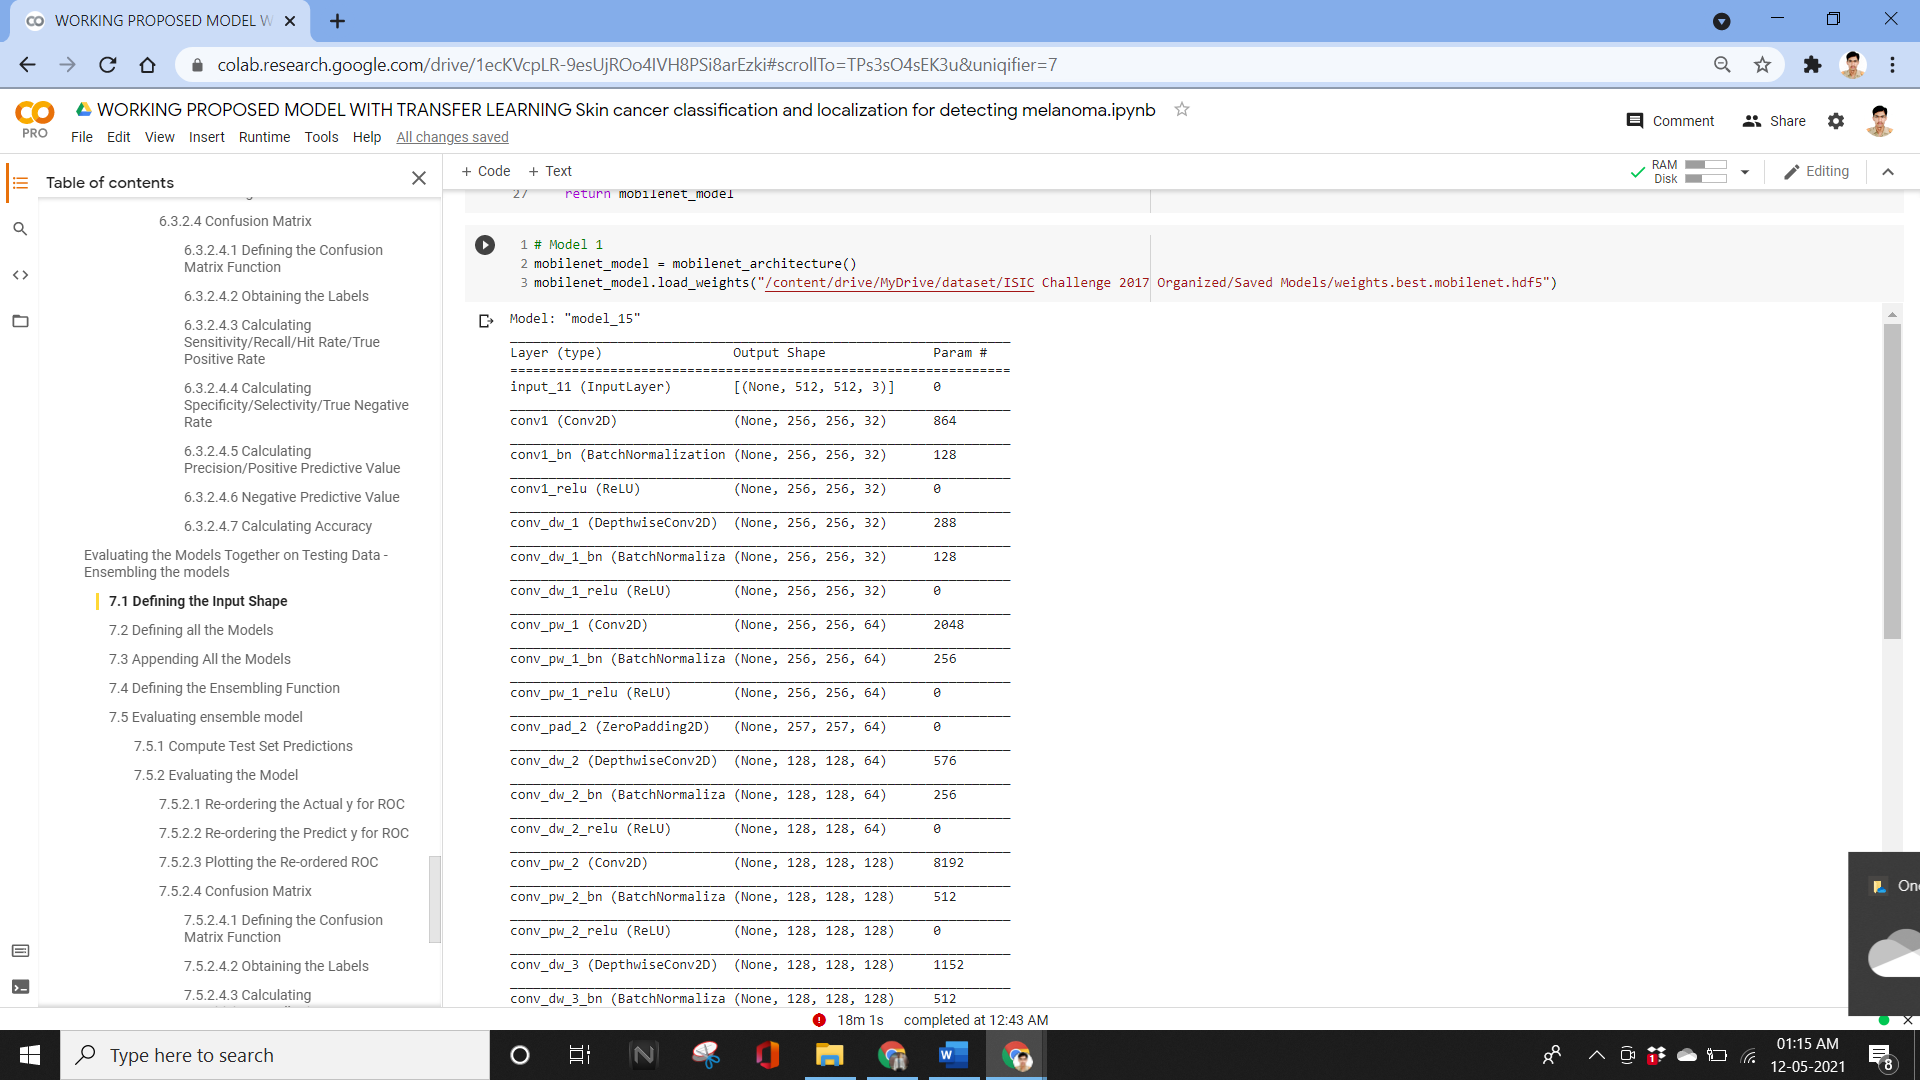 WORKING PROPOSED MODEL W
colab.research.google.com/drive/1ecKVcpLR-9esUjROo4IVH8PSi8arEzki#scrollTo=TPs3sO4sEK3u&uniqifier=7
PRO
WORKING PROPOSED MODEL WITH TRANSFER LEARNING Skin cancer classification and localization for detecting melanoma.ipynb
File Edit View Insert Runtime Tools Help All changes saved
Comment Share
Table of contents
+ Code + Text
RAM
Disk
Editing
6.3.2.4 Confusion Matrix
6.3.2.4.1 Defining the Confusion
Matrix Function
6.3.2.4.2 Obtaining the Labels
6.3.2.4.3 Calculating
Sensitivity/Recall/Hit Rate/True
Positive Rate
6.3.2.4.4 Calculating
Specificity/Selectivity/True Negative
Rate
6.3.2.4.5 Calculating
Precision/Positive Predictive Value
6.3.2.4.6 Negative Predictive Value
6.3.2.4.7 Calculating Accuracy
Evaluating the Models Together on Testing Data -
Ensembling the models
7.1 Defining the Input Shape
7.2 Defining all the Models
7.3 Appending All the Models
7.4 Defining the Ensembling Function
7.5 Evaluating ensemble model
7.5.1 Compute Test Set Predictions
7.5.2 Evaluating the Model
7.5.2.1 Re-ordering the Actual y for ROC
7.5.2.2 Re-ordering the Predict y for ROC
7.5.2.3 Plotting the Re-ordered ROC
7.5.2.4 Confusion Matrix
7.5.2.4.1 Defining the Confusion
Matrix Function
7.5.2.4.2 Obtaining the Labels
7.5.2.4.3 Calculating
27 return mobilenet_model
1 # Model 1
2 mobilenet_model = mobilenet_architecture()
3 mobilenet_model.load_weights("/content/drive/MyDrive/dataset/ISIC Challenge 2017 Organized/Saved Models/weights.best.mobilenet.hdf5")
Model: "model_15"
Layer (type) Output Shape Param #
=================================================================
input_11 (InputLayer) [(None, 512, 512, 3)] 0
conv1 (Conv2D) (None, 256, 256, 32) 864
conv1_bn (BatchNormalization (None, 256, 256, 32) 128
conv1_relu (ReLU) (None, 256, 256, 32) 0
conv_dw_1 (DepthwiseConv2D) (None, 256, 256, 32) 288
conv_dw_1_bn (BatchNormaliza (None, 256, 256, 32) 128
conv_dw_1_relu (ReLU) (None, 256, 256, 32) 0
conv_pw_1 (Conv2D) (None, 256, 256, 64) 2048
conv_pw_1_bn (BatchNormaliza (None, 256, 256, 64) 256
conv_pw_1_relu (ReLU) (None, 256, 256, 64) 0
conv_pad_2 (ZeroPadding2D) (None, 257, 257, 64) 0
conv_dw_2 (DepthwiseConv2D) (None, 128, 128, 64) 576
conv_dw_2_bn (BatchNormaliza (None, 128, 128, 64) 256
conv_dw_2_relu (ReLU) (None, 128, 128, 64) 0
conv_pw_2 (Conv2D) (None, 128, 128, 128) 8192
conv_pw_2_bn (BatchNormaliza (None, 128, 128, 128) 512
conv_pw_2_relu (ReLU) (None, 128, 128, 128) 0
conv_dw_3 (DepthwiseConv2D) (None, 128, 128, 128) 1152
conv_dw_3_bn (BatchNormaliza (None, 128, 128, 128) 512
18m 1s completed at 12:43 AM
Type here to search
01:15 AM
12-05-2021
8